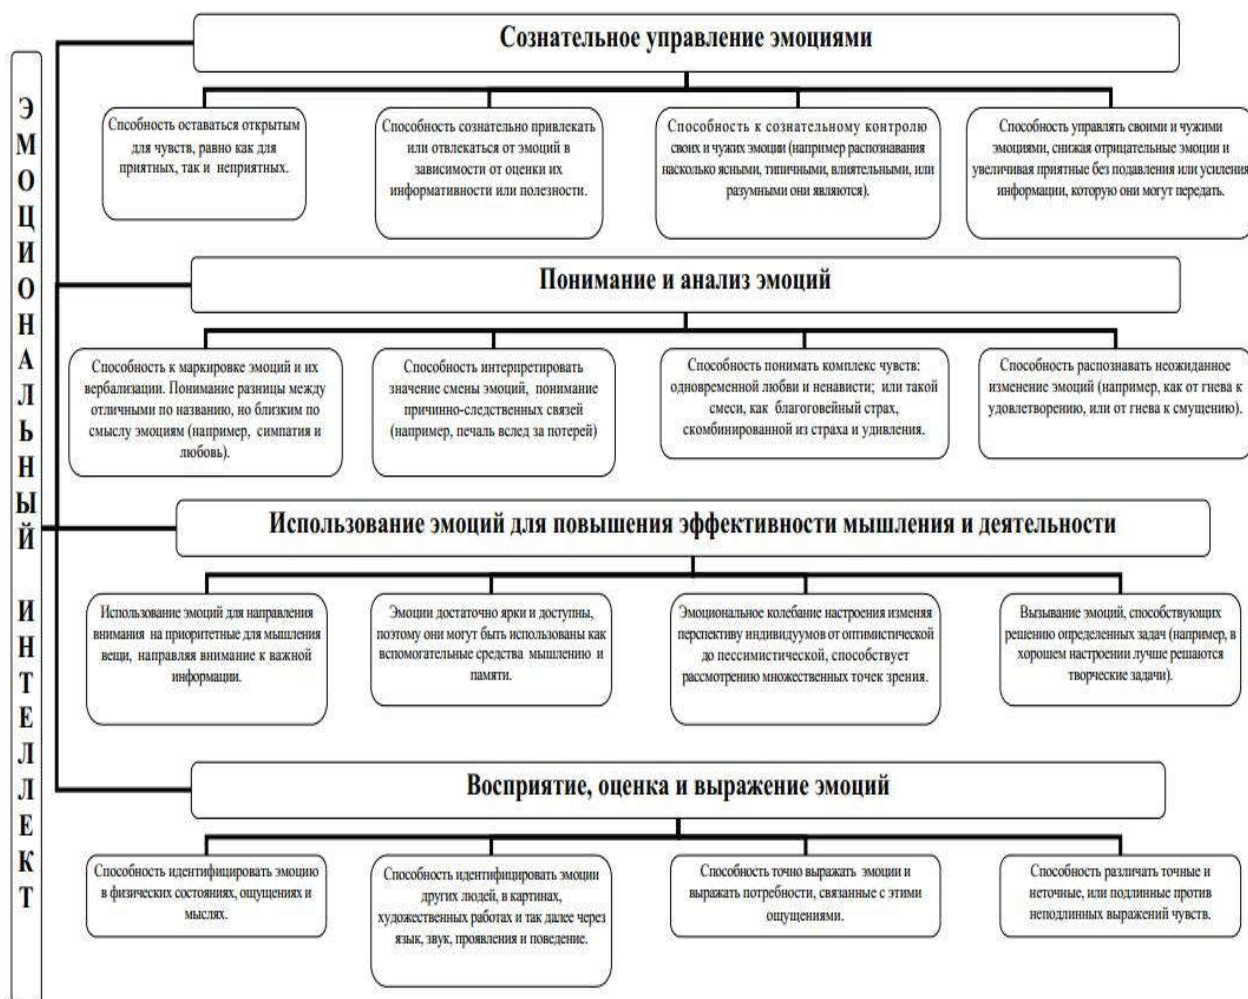 ЭМОЦИОНАЛЬНЫЙ ИНТЕЛЛЕКТ
Сознательное управление эмоциями
Спсобность оставаться открытым
для чувств, равно как для
приятных, так и неприятных.
Способность сознательно привлекать
или отвлекаться от эмоций в
зависимости от оценки их
информативности или полезности.
Способность к сознательному контролю
своих и чужих эмоции (например распознавания
насколько ясными, типичными, влиятельными, или
разумными они являются).
Способность управлять своими и чужими
эмоциями, снижая отрицательные эмоции и
увеличивая приятные без подавления или усиления
информации, которую они могут передать.
Понимание и анализ эмоций
Способность к маркировке эмоций и их
вербализации. Понимание разницы между
отличными по названию, но близким по
смыслу эмоциям (например, симпатия и
любовь).
Способность интерпретировать
значение смены эмоций, понимание
причинно-следственных связей
(например, печаль вслед за потерей)
Способность понимать комплекс чувств:
одновременной любви и ненависти; или такой
смеси, как благоговейный страх,
скомбинированной из страха и удивления.
Способность распознавать неожиданное
изменение эмоций (например, как от гнева к
удовлетворению, или от гнева к смущению).
Использование эмоций для повышения эффективности мышления и деятельности
Использование эмоций для направления
внимания на приоритетные для мышления
вещи, направляя внимание к важной
информации.
Эмоции достаточно ярки и доступны,
поэтому они могут быть использованы как
вспомогательные средства мышлению и
памяти.
Эмоциональное колебание настроения изменяя
перспективу индивидуумов от оптимистической
до пессимистической, способствует
рассмотрению множественных точек зрения.
Вызывание эмоций, способствующих
решению определенных задач (например, в
хорошем настроении лучше решаются
творческие задачи).
Восприятие, оценка и выражение эмоций
Способность идентифицировать эмоцию
в физических состояниях, ощущениях и
мыслях.
Способность идентифицировать эмоции
других людей, в картинах,
художественных работах и так далее через
язык, звук, проявления и поведение.
Способность точно выражать эмоции и
выражать потребности, связанные с этими
ощущениями.
Способность различать точные и
неточные, или подлинные против
неподлинных выражений чувств.